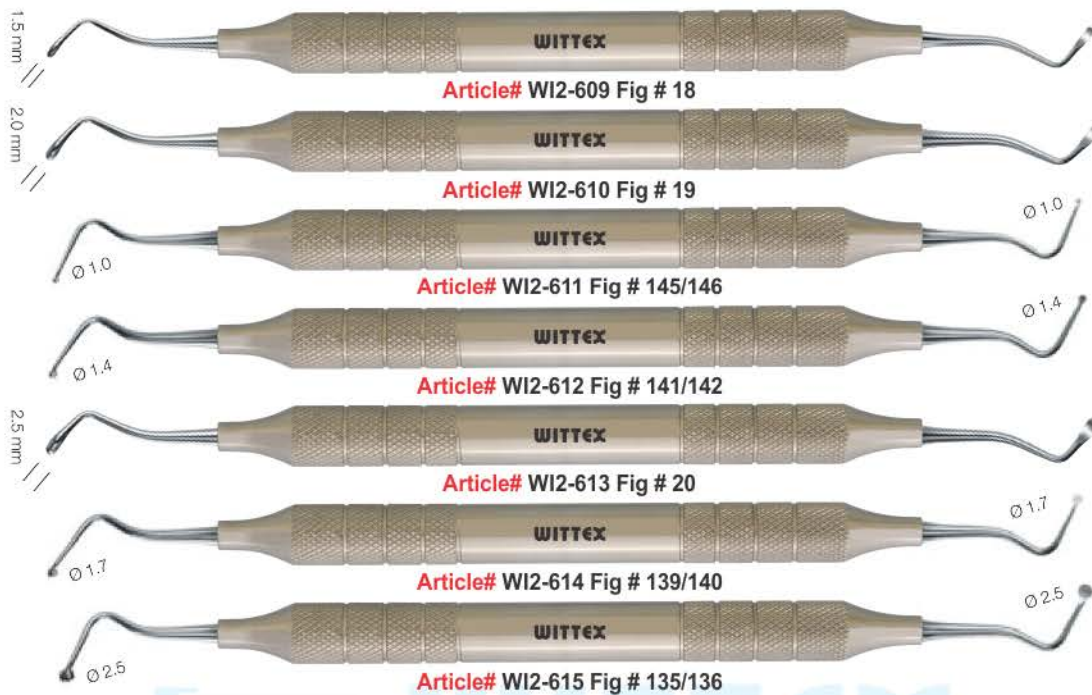 1.5 mm
WITTEX
Article# WI2-609 Fig # 18
2.0 mm
WITTEX
Article# WI2-610 Fig # 19
Ø 1.0
WITTEX
Ø 1.0
Article# WI2-611 Fig # 145/146
Ø 1.4
WITTEX
Ø 1.4
Article# WI2-612 Fig # 141/142
2.5 mm
WITTEX
Article# WI2-613 Fig # 20
Ø 1.7
WITTEX
Ø 1.7
Article# WI2-614 Fig # 139/140
Ø 2.5
WITTEX
Ø 2.5
Article# WI2-615 Fig # 135/136